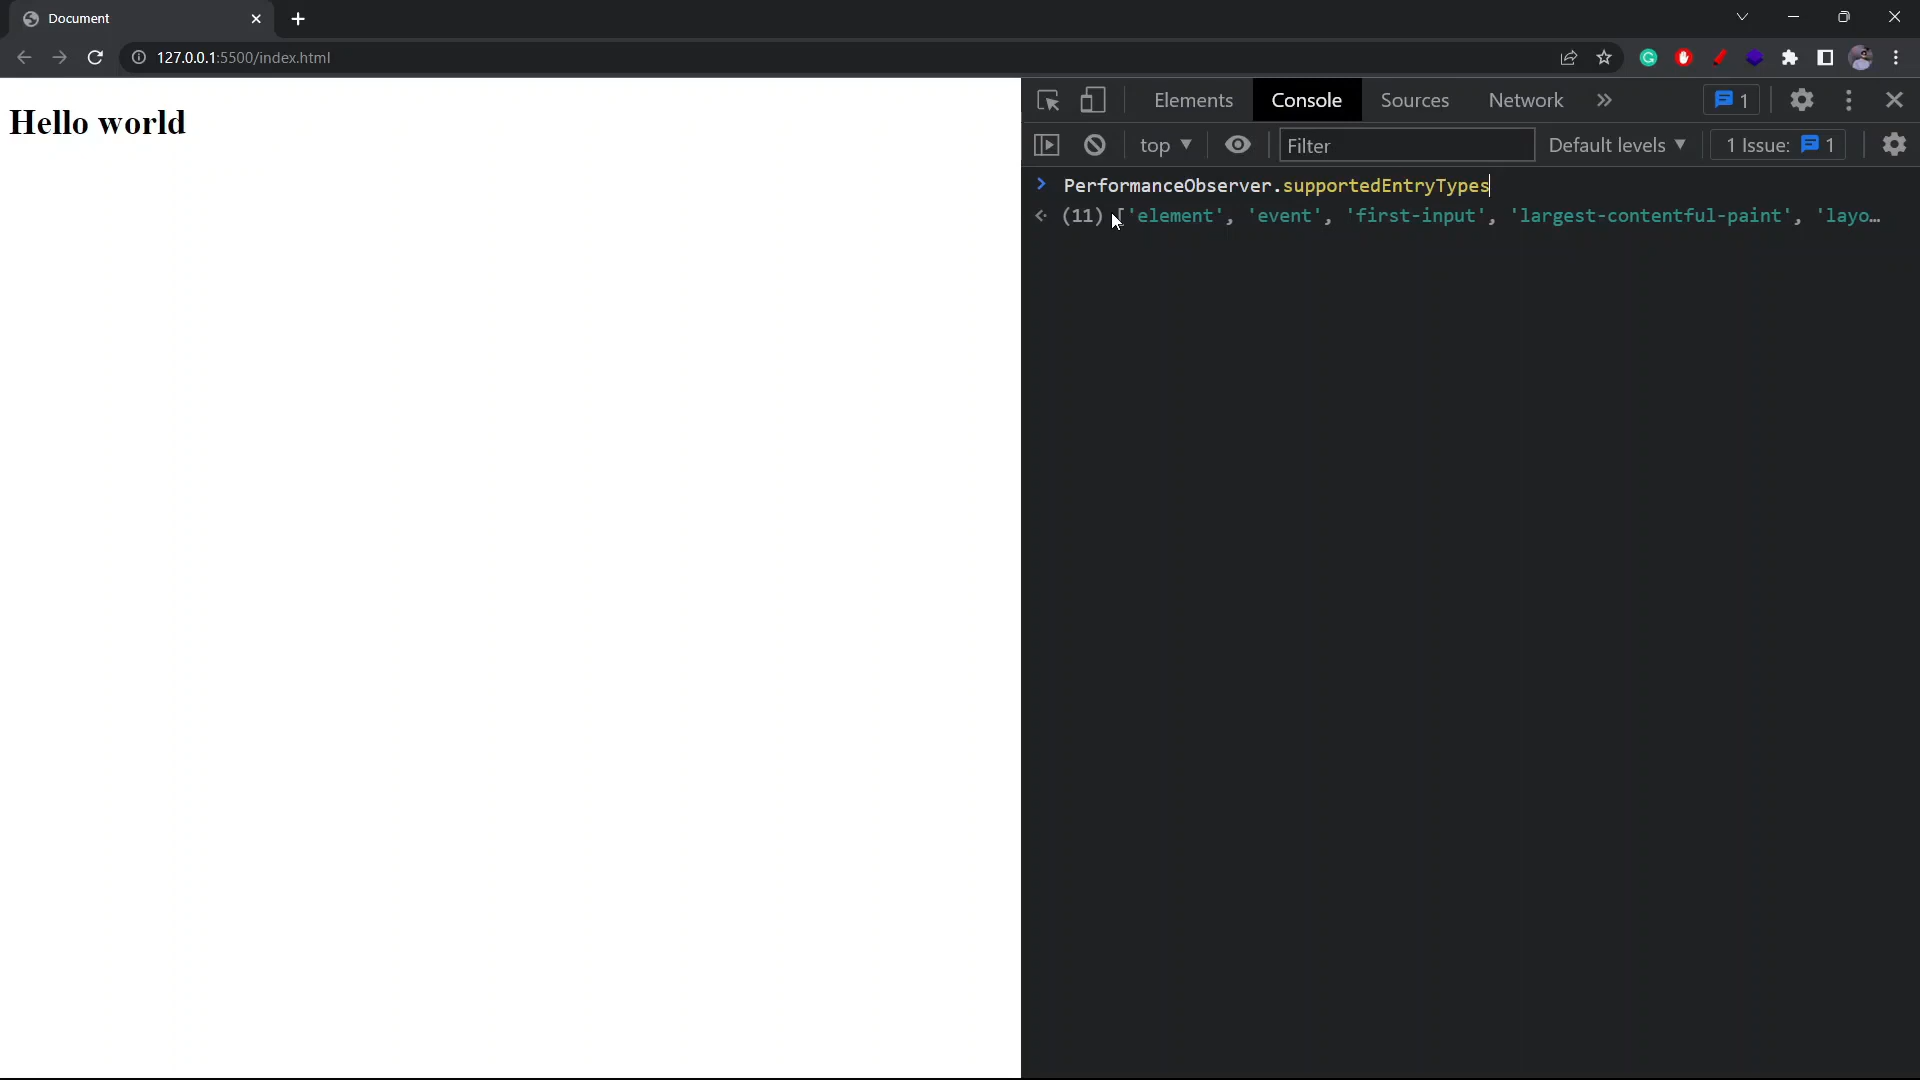 Document
127.0.0.1:5500/index.html
Hello world
Elements Console Sources Network » 1
top ▼ Filter Default levels ▼ 1 Issue: 1
PerformanceObserver.supportedEntryTypes
(11) ['element', 'event', 'first-input', 'largest-contentful-paint', 'layo…